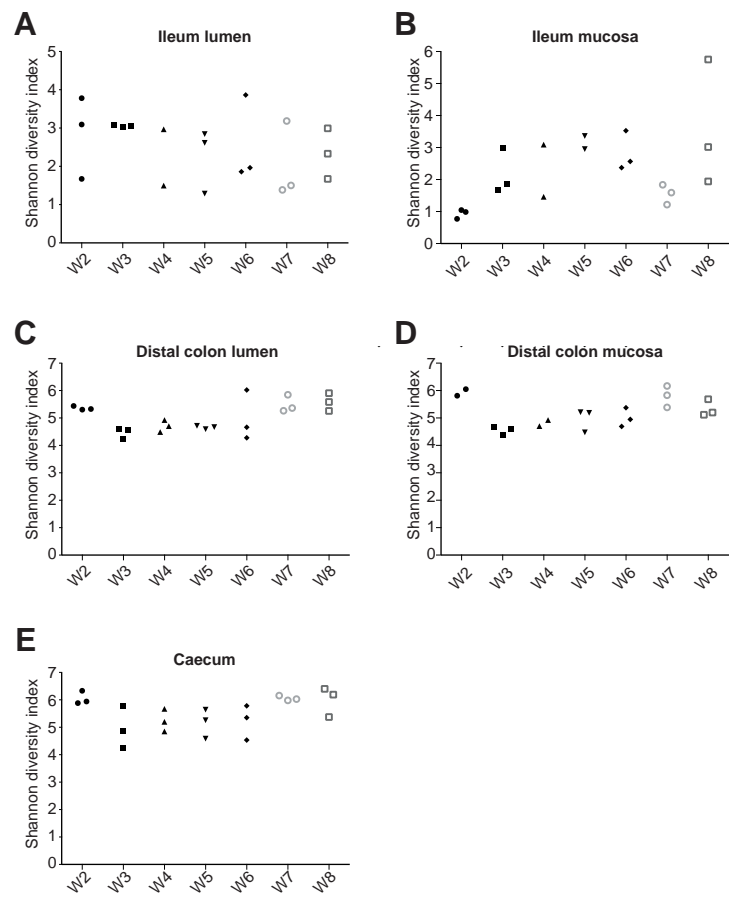 A
Ileum lumen
Shannon diversity index
5
4
3
2
1
0
W2 W3 W4 W5 W6 W7 W8
B
Ileum mucosa
Shannon diversity index
6
5
4
3
2
1
0
W2 W3 W4 W5 W6 W7 W8
C
Distal colon lumen
Shannon diversity index
7
6
5
4
3
2
1
0
W2 W3 W4 W5 W6 W7 W8
D
Distal colon mucosa
Shannon diversity index
7
6
5
4
3
2
1
0
W2 W3 W4 W5 W6 W7 W8
E
Caecum
Shannon diversity index
7
6
5
4
3
2
1
0
W2 W3 W4 W5 W6 W7 W8